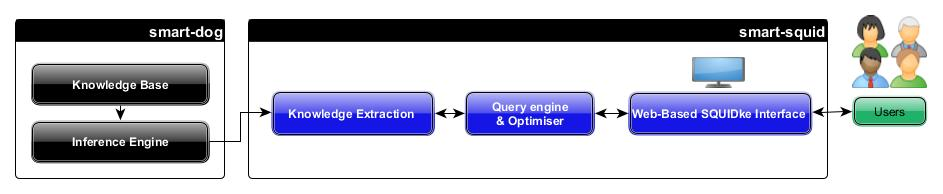 smart-dog
Knowledge Base
Inference Engine
smart-squid
Knowledge Extraction
Query engine
& Optimiser
Web-Based SQUIDke Interface
Users